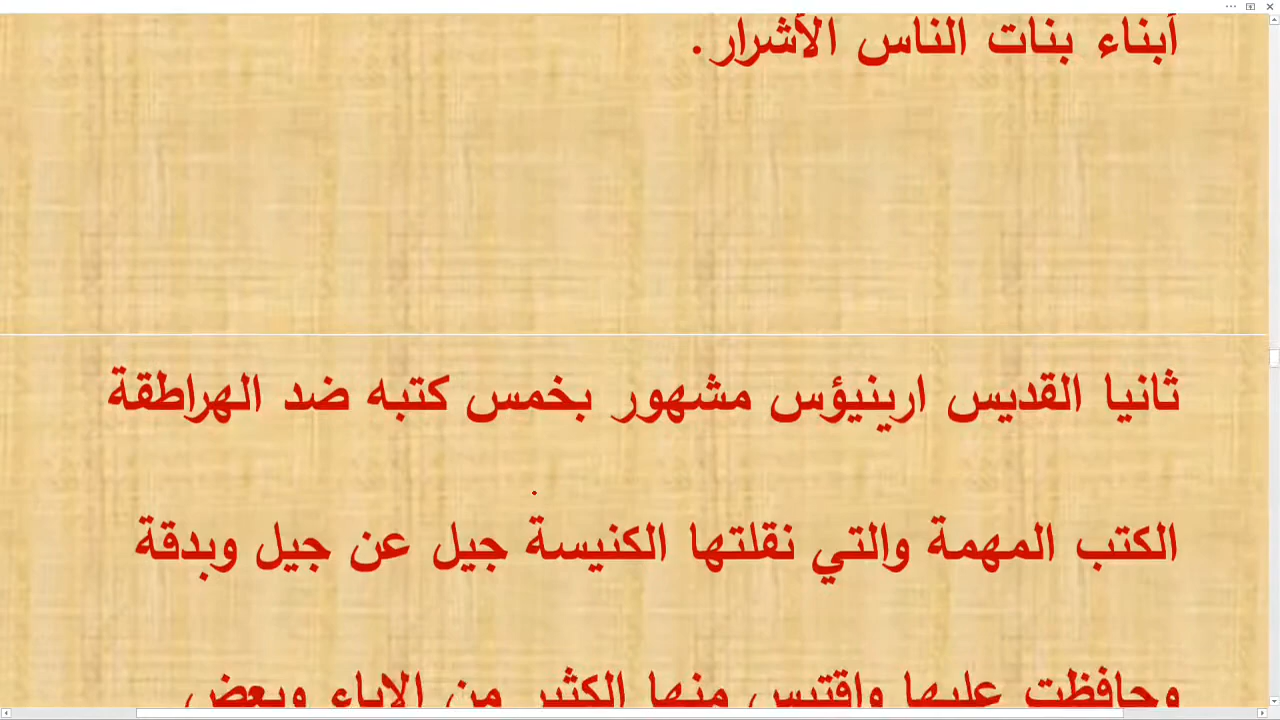 أبناء بنات الناس الأشرار.
ثانيا القديس ارينيؤس مشهور بخمس كتبه ضد الهراطقة
الكتب المهمة والتي نقلتها الكنيسة جيل عن جيل وبدقة
وحافظت عليها واقتبس منها الكثير من الاباء وبعض